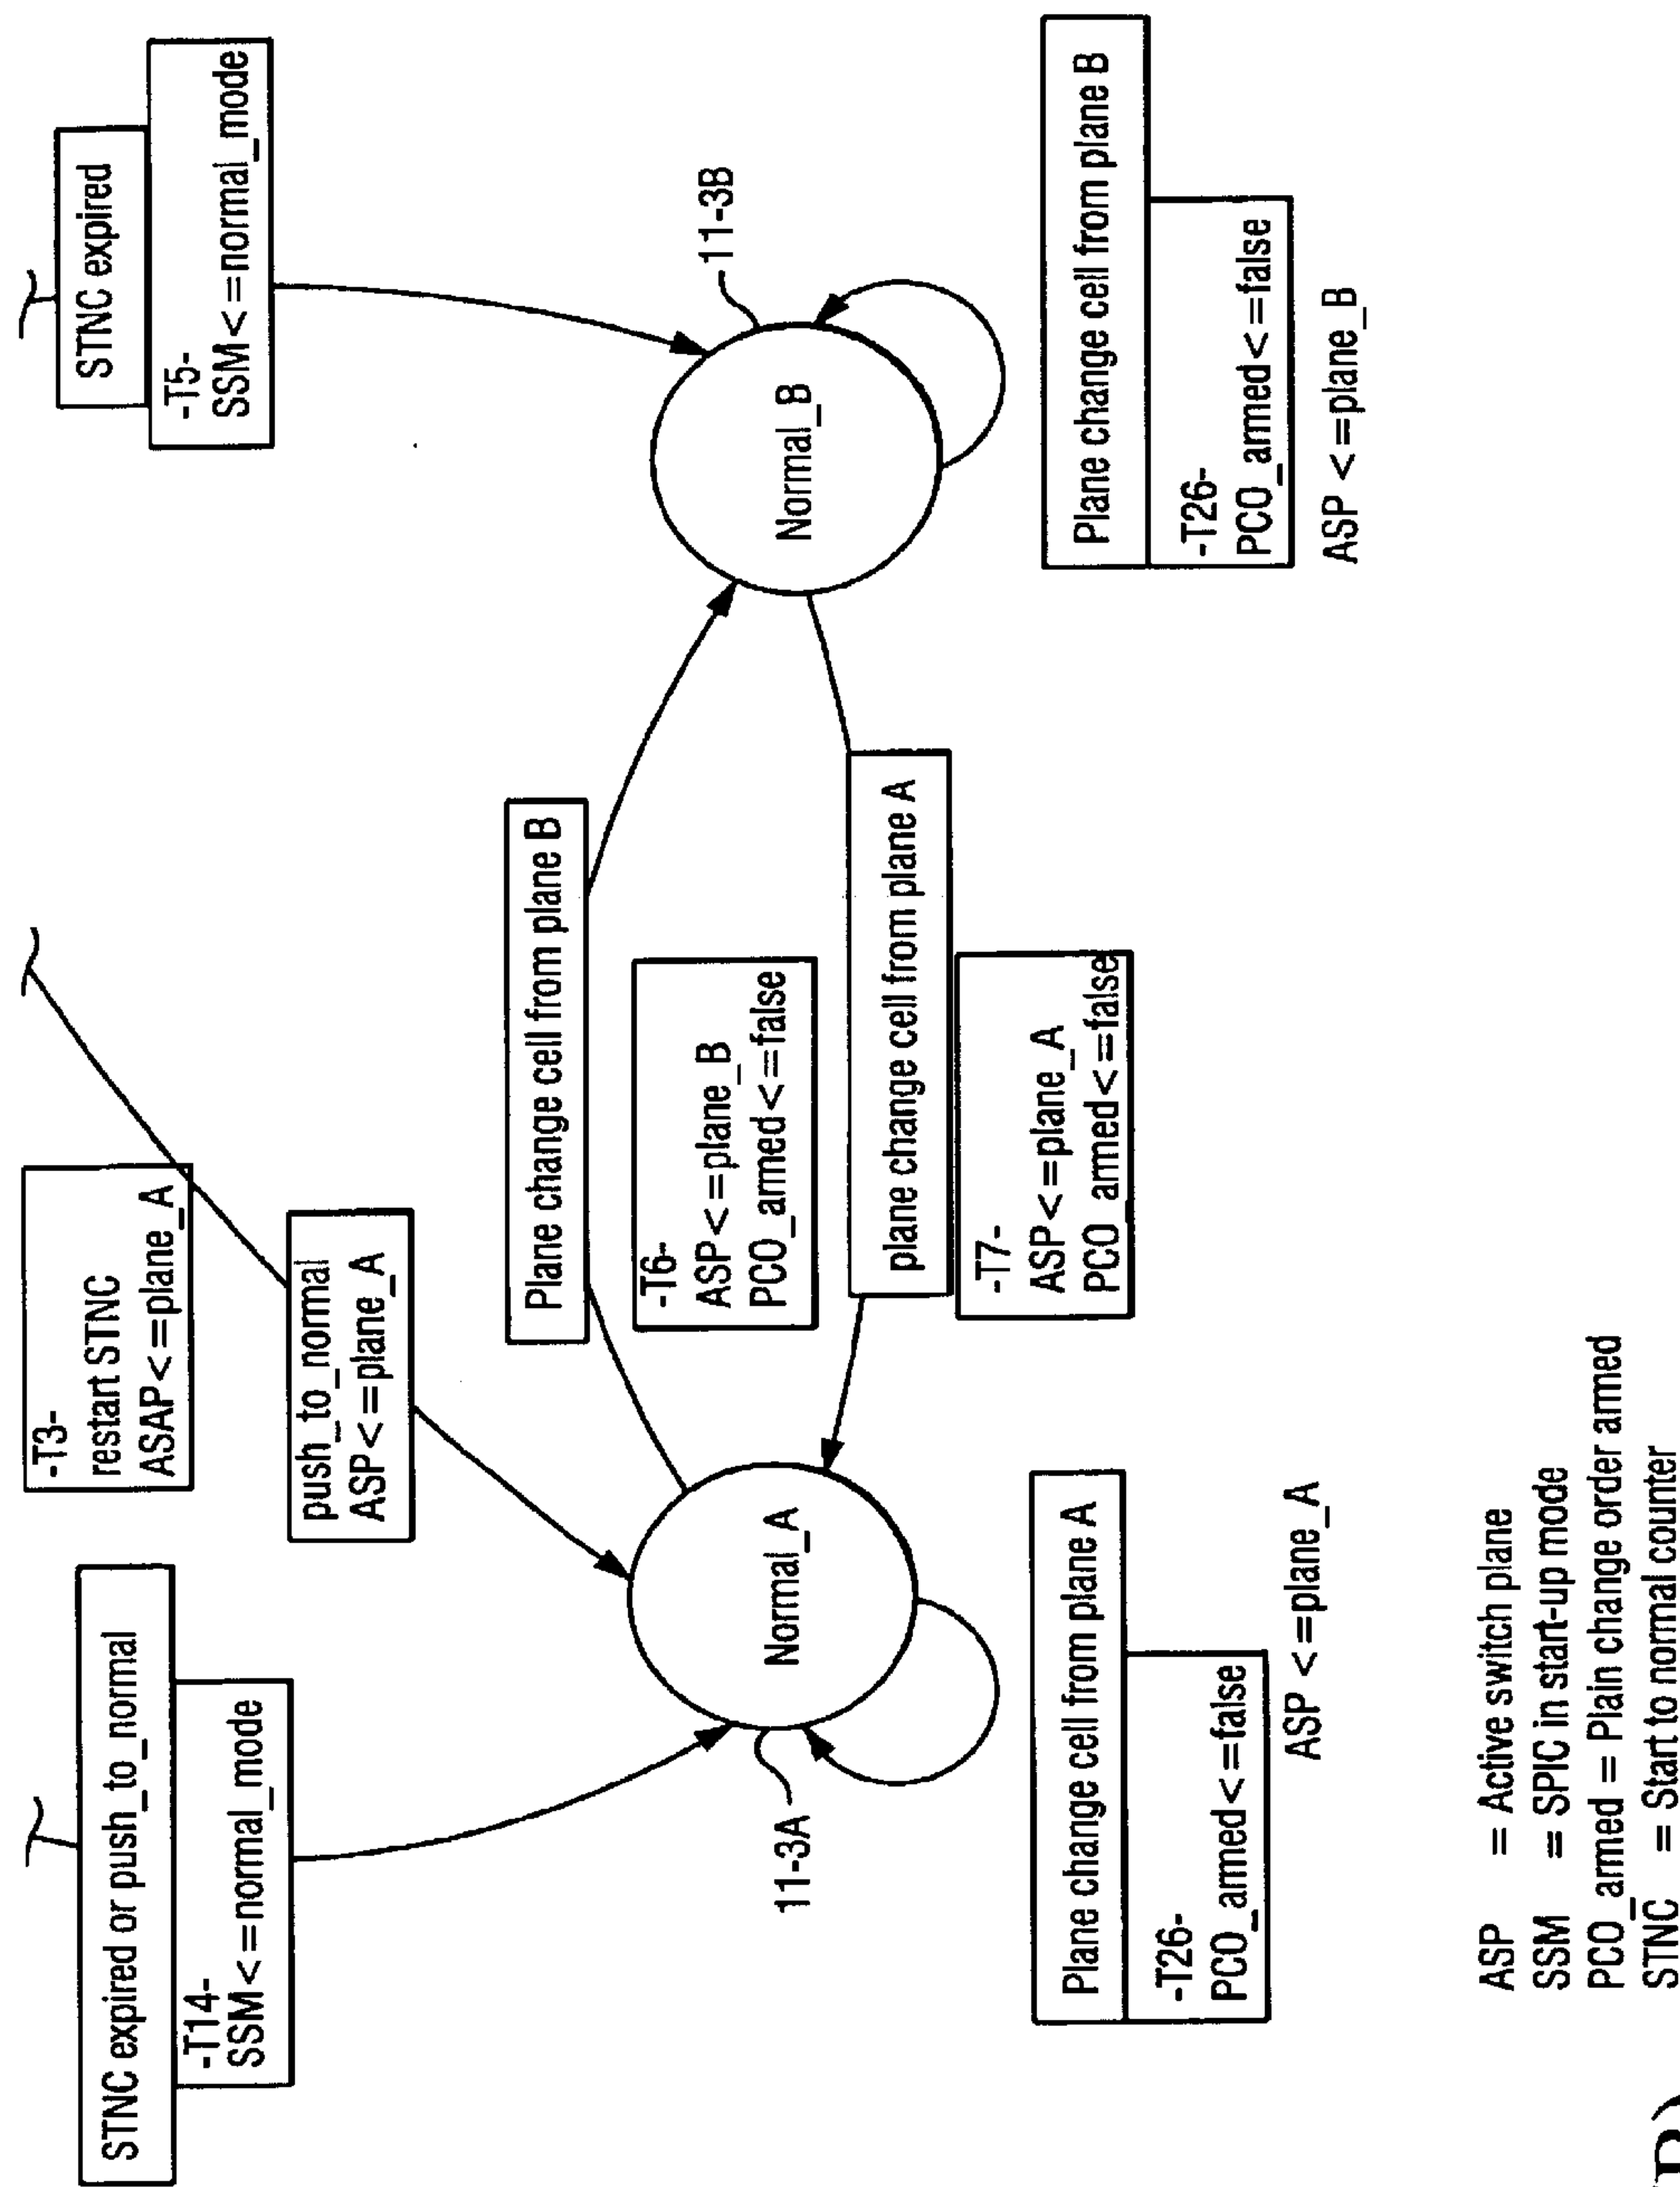 STNC expired or push_to_normal
-T14-
SSM<=normal_mode
-T3-
restart STNC
ASAP<=plane_A
push_to_normal
ASP<=plane_A
STNC expired
-T5-
SSM<=normal_mode
Plane change cell from plane B
-T6-
ASP<=plane_B
PCO_armed<=false
plane change cell from plane A
-T7-
ASP<=plane_A
PCO_armed<=false
Normal_A
11-3A
Normal_B
11-3B
Plane change cell from plane A
-T26-
PCO_armed<=false
ASP <=plane_A
Plane change cell from plane B
-T26-
PCO_armed<=false
ASP <=plane_B
ASP = Active switch plane
SSM = SPIC in start-up mode
PCO_armed = Plain change order armed
STNC = Start to normal counter